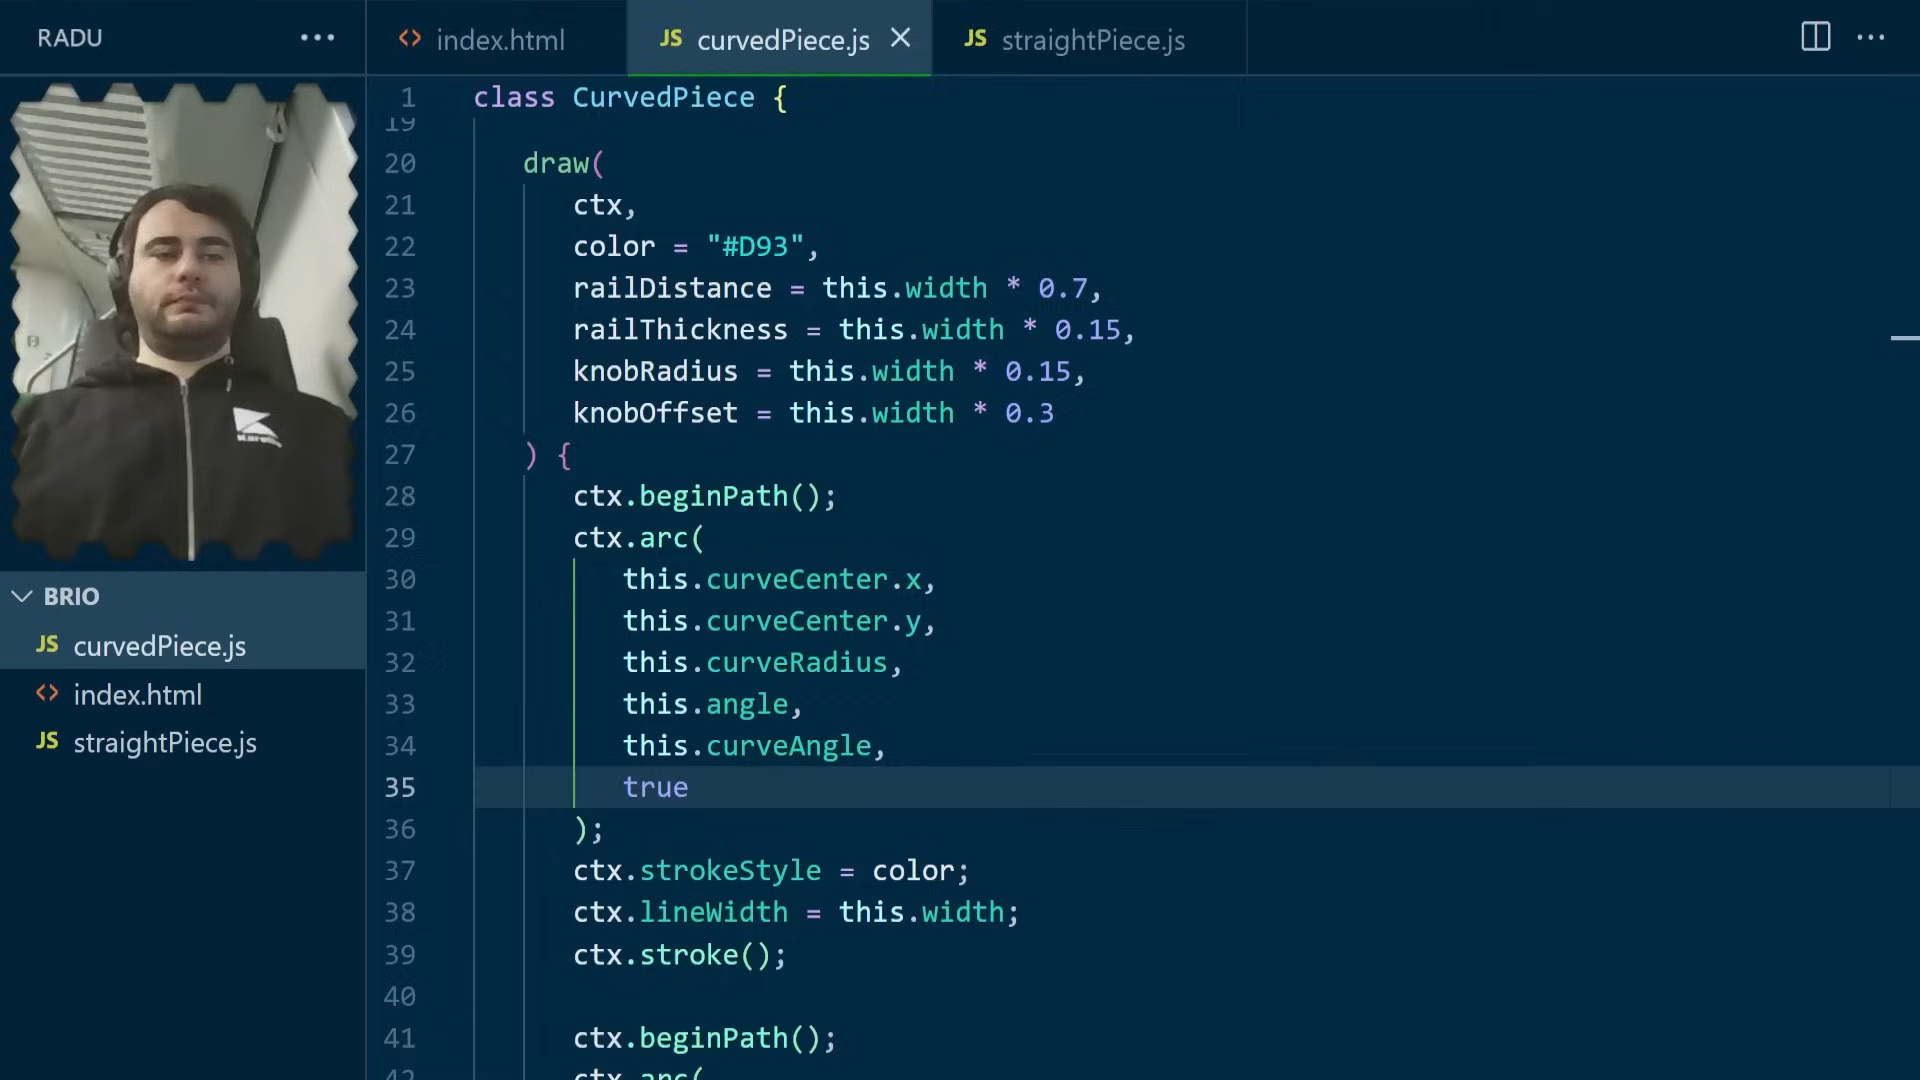 RADU
index.html
JS curvedPiece.js
JS straightPiece.js
BRIO
JS curvedPiece.js
index.html
JS straightPiece.js
1 class CurvedPiece {
19
20 draw(
21 ctx,
22 color = "#D93",
23 railDistance = this.width * 0.7,
24 railThickness = this.width * 0.15,
25 knobRadius = this.width * 0.15,
26 knobOffset = this.width * 0.3
27 ) {
28 ctx.beginPath();
29 ctx.arc(
30 this.curveCenter.x,
31 this.curveCenter.y,
32 this.curveRadius,
33 this.angle,
34 this.curveAngle,
35 true
36 );
37 ctx.strokeStyle = color;
38 ctx.lineWidth = this.width;
39 ctx.stroke();
40
41 ctx.beginPath();
42 ctx.arc(